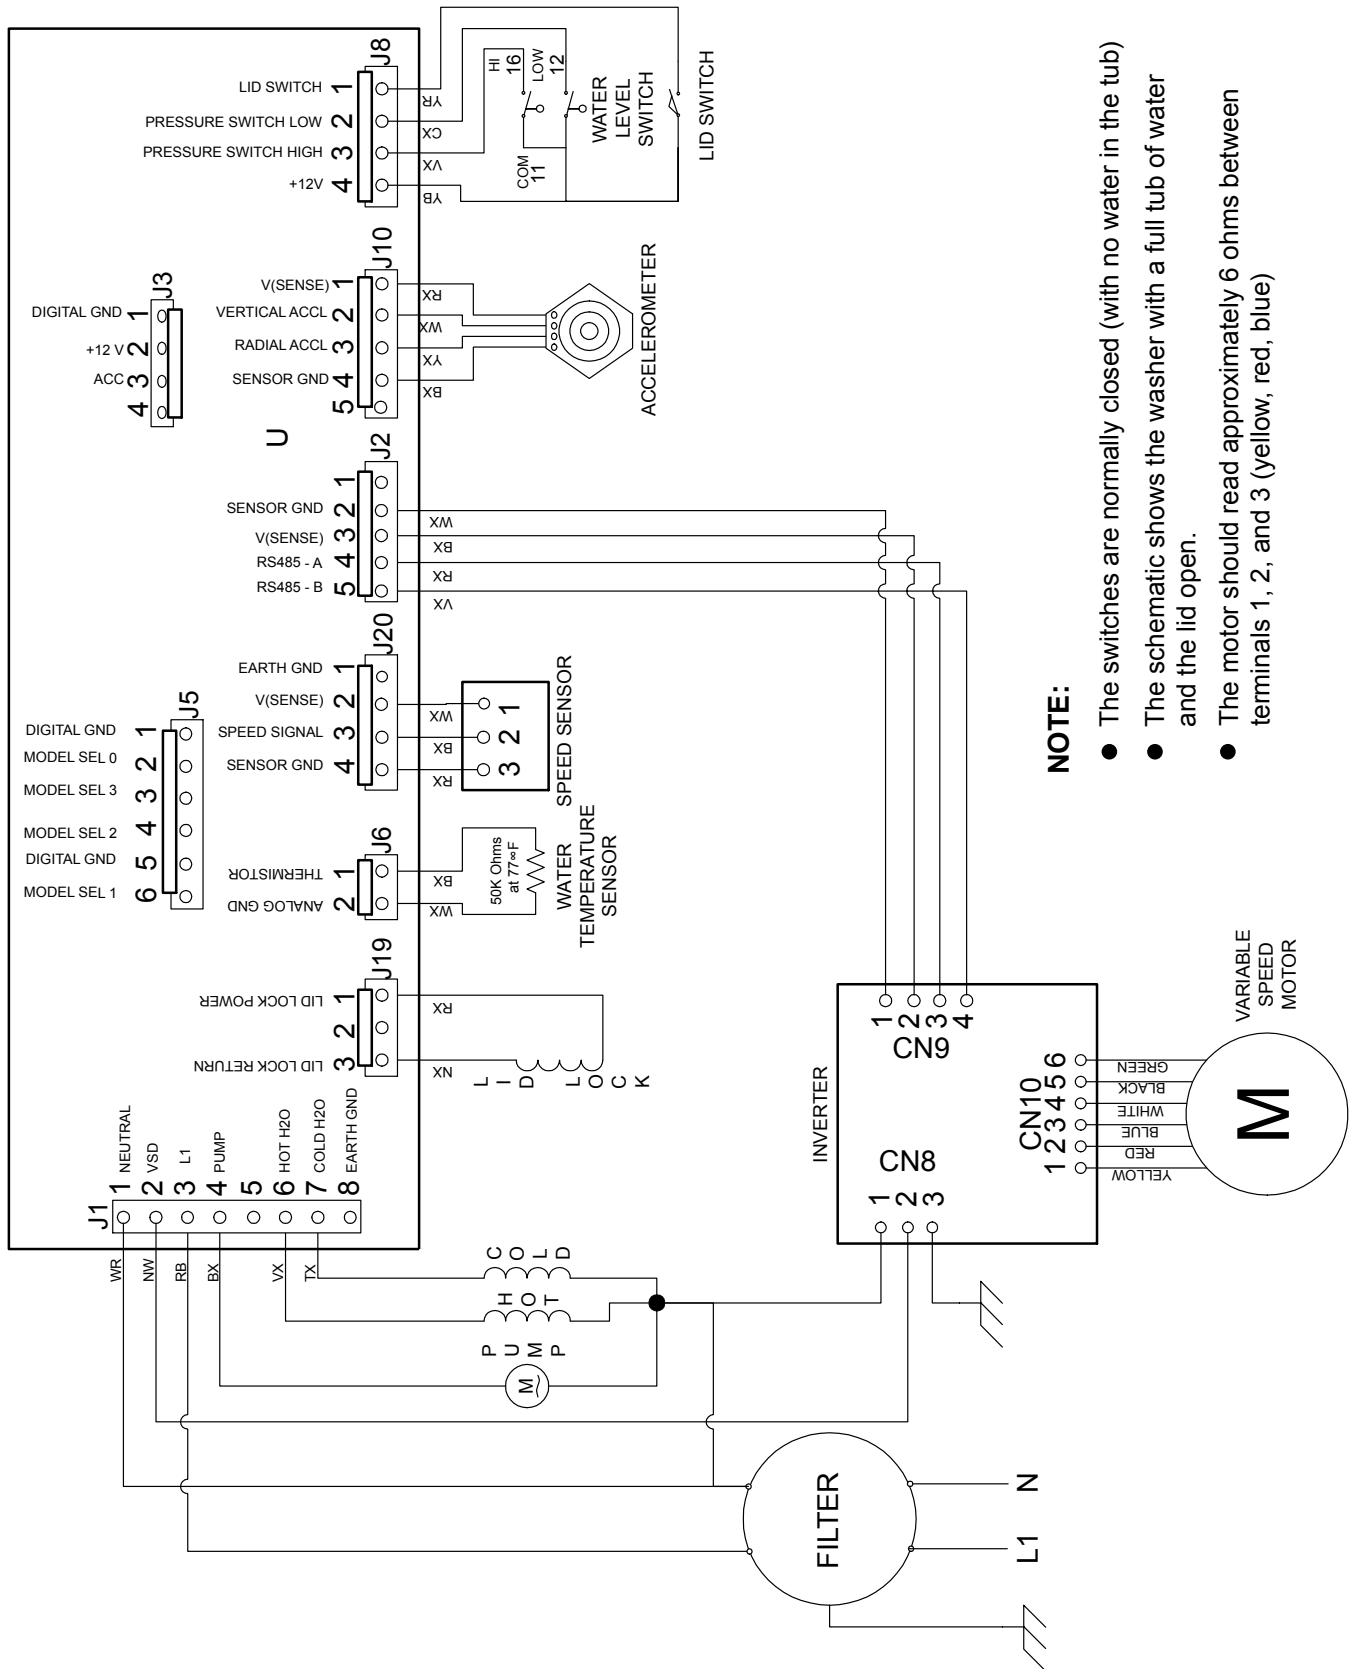 J8
LID SWITCH 1
PRESSURE SWITCH LOW 2
PRESSURE SWITCH HIGH 3
+12V 4
YR
CX
VX
YB
HI
16
LOW
12
COM
11
WATER
LEVEL
SWITCH
LID SWITCH
J3
DIGITAL GND 1
+12 V 2
ACC 3
4
J10
V(SENSE) 1
VERTICAL ACCL 2
RADIAL ACCL 3
SENSOR GND 4
5
RX
WX
YX
BX
ACCELEROMETER
U
J2
1
SENSOR GND 2
V(SENSE) 3
RS485 - A 4
RS485 - B 5
WX
BX
RX
VX
J20
EARTH GND 1
V(SENSE) 2
SPEED SIGNAL 3
SENSOR GND 4
WX
BX
RX
1
2
3
SPEED SENSOR
J5
DIGITAL GND 1
MODEL SEL 0 2
MODEL SEL 3 3
MODEL SEL 2 4
DIGITAL GND 5
MODEL SEL 1 6
J6
THERMISTOR 1
ANALOG GND 2
BX
WX
50K Ohms
at 77∞F
WATER
TEMPERATURE
SENSOR
J19
LID LOCK POWER 1
2
LID LOCK RETURN 3
RX
NX
LID LOCK
J1
1 NEUTRAL
2 VSD
3 L1
4 PUMP
5
6 HOT H2O
7 COLD H2O
8 EARTH GND
WR
NW
RB
BX
VX
TX
COLD
HOT
PUMP
M
INVERTER
CN9
1
2
3
4
CN8
1
2
3
CN10
1 2 3 4 5 6
YELLOW
RED
BLUE
WHITE
BLACK
GREEN
M
VARIABLE
SPEED
MOTOR
FILTER
L1
N
NOTE:
● The switches are normally closed (with no water in the tub)
● The schematic shows the washer with a full tub of water
and the lid open.
● The motor should read approximately 6 ohms between
terminals 1, 2, and 3 (yellow, red, blue)